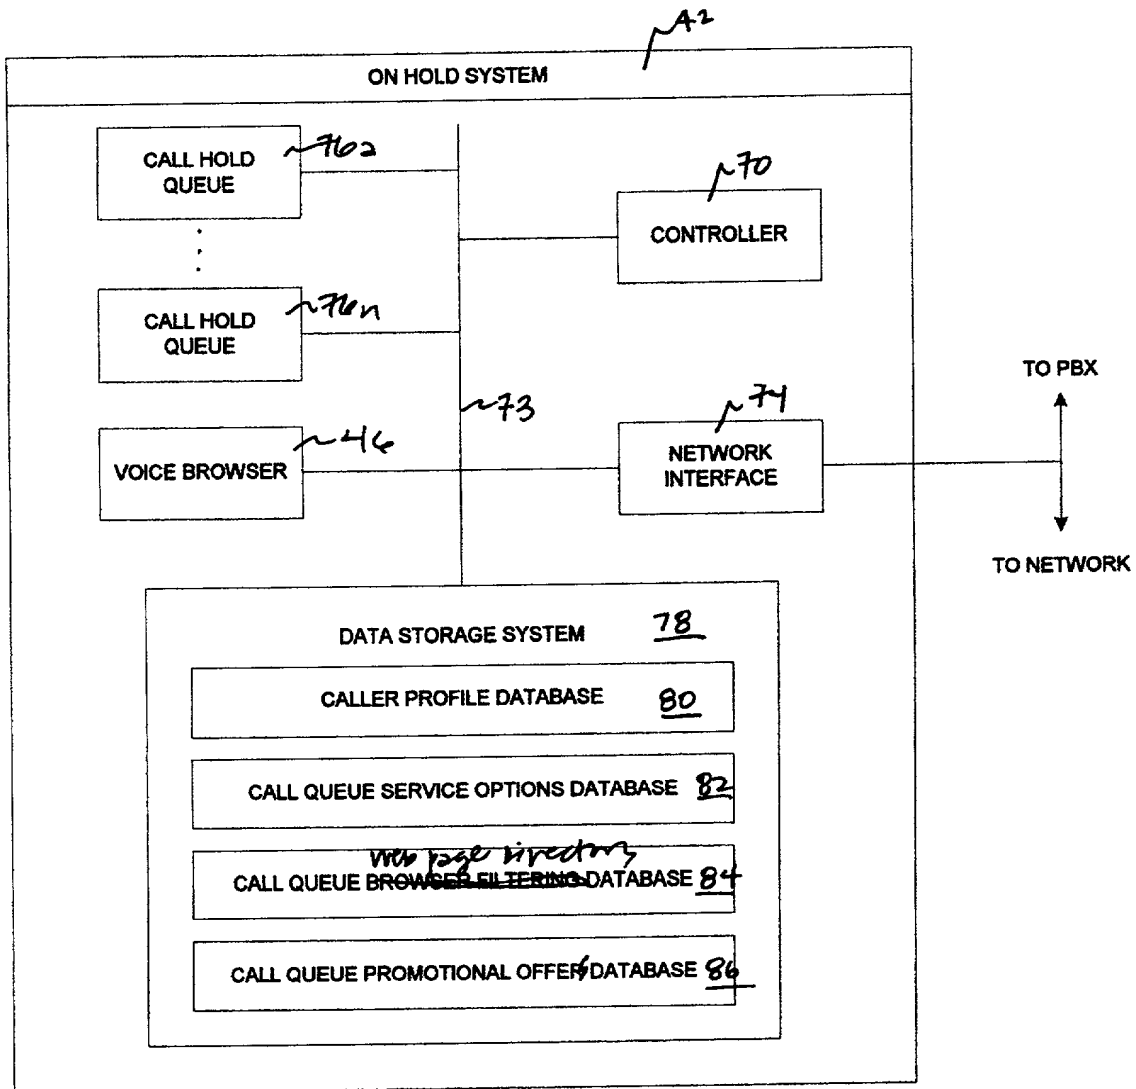 42
ON HOLD SYSTEM
CALL HOLD
QUEUE
76a
70
CONTROLLER
CALL HOLD
QUEUE
76n
TO PBX
73
74
VOICE BROWSER
46
NETWORK
INTERFACE
TO NETWORK
DATA STORAGE SYSTEM 78
CALLER PROFILE DATABASE 80
CALL QUEUE SERVICE OPTIONS DATABASE 82
web page directory
CALL QUEUE BROWSER FILTERING DATABASE 84
CALL QUEUE PROMOTIONAL OFFERS DATABASE 86